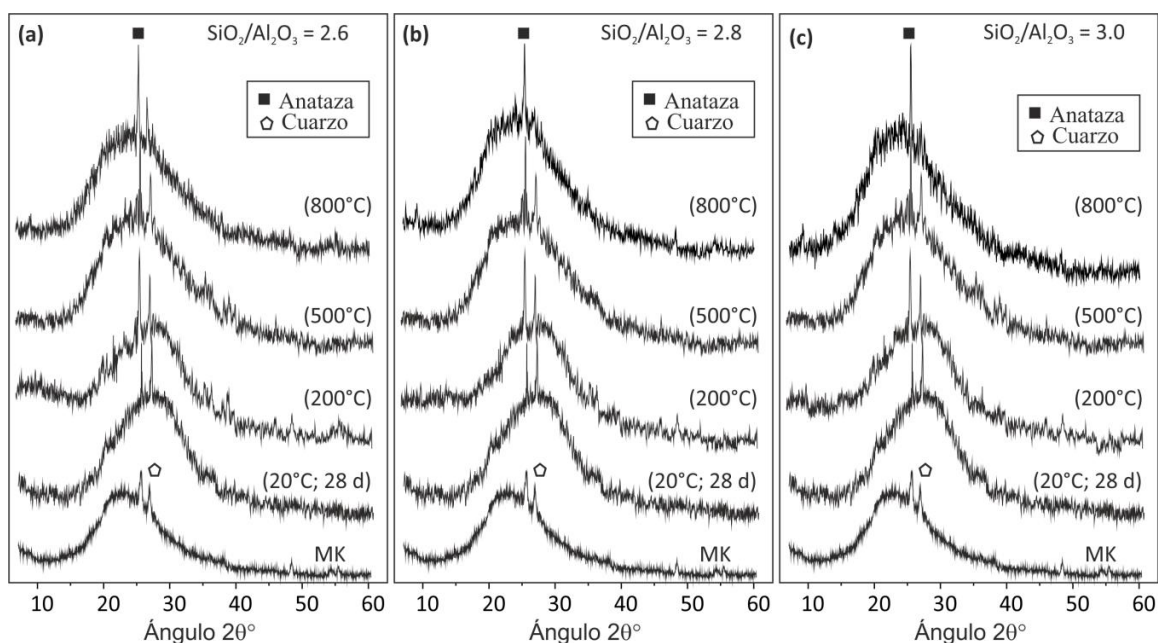 (a) SiO₂/Al₂O₃ = 2.6
■ Anataza
⬠ Cuarzo
(800°C)
(500°C)
(200°C)
(20°C; 28 d)
MK
10 20 30 40 50 60
Ángulo 2θ°
(b) SiO₂/Al₂O₃ = 2.8
■ Anataza
⬠ Cuarzo
(800°C)
(500°C)
(200°C)
(20°C; 28 d)
MK
10 20 30 40 50 60
Ángulo 2θ°
(c) SiO₂/Al₂O₃ = 3.0
■ Anataza
⬠ Cuarzo
(800°C)
(500°C)
(200°C)
(20°C; 28 d)
MK
10 20 30 40 50 60
Ángulo 2θ°